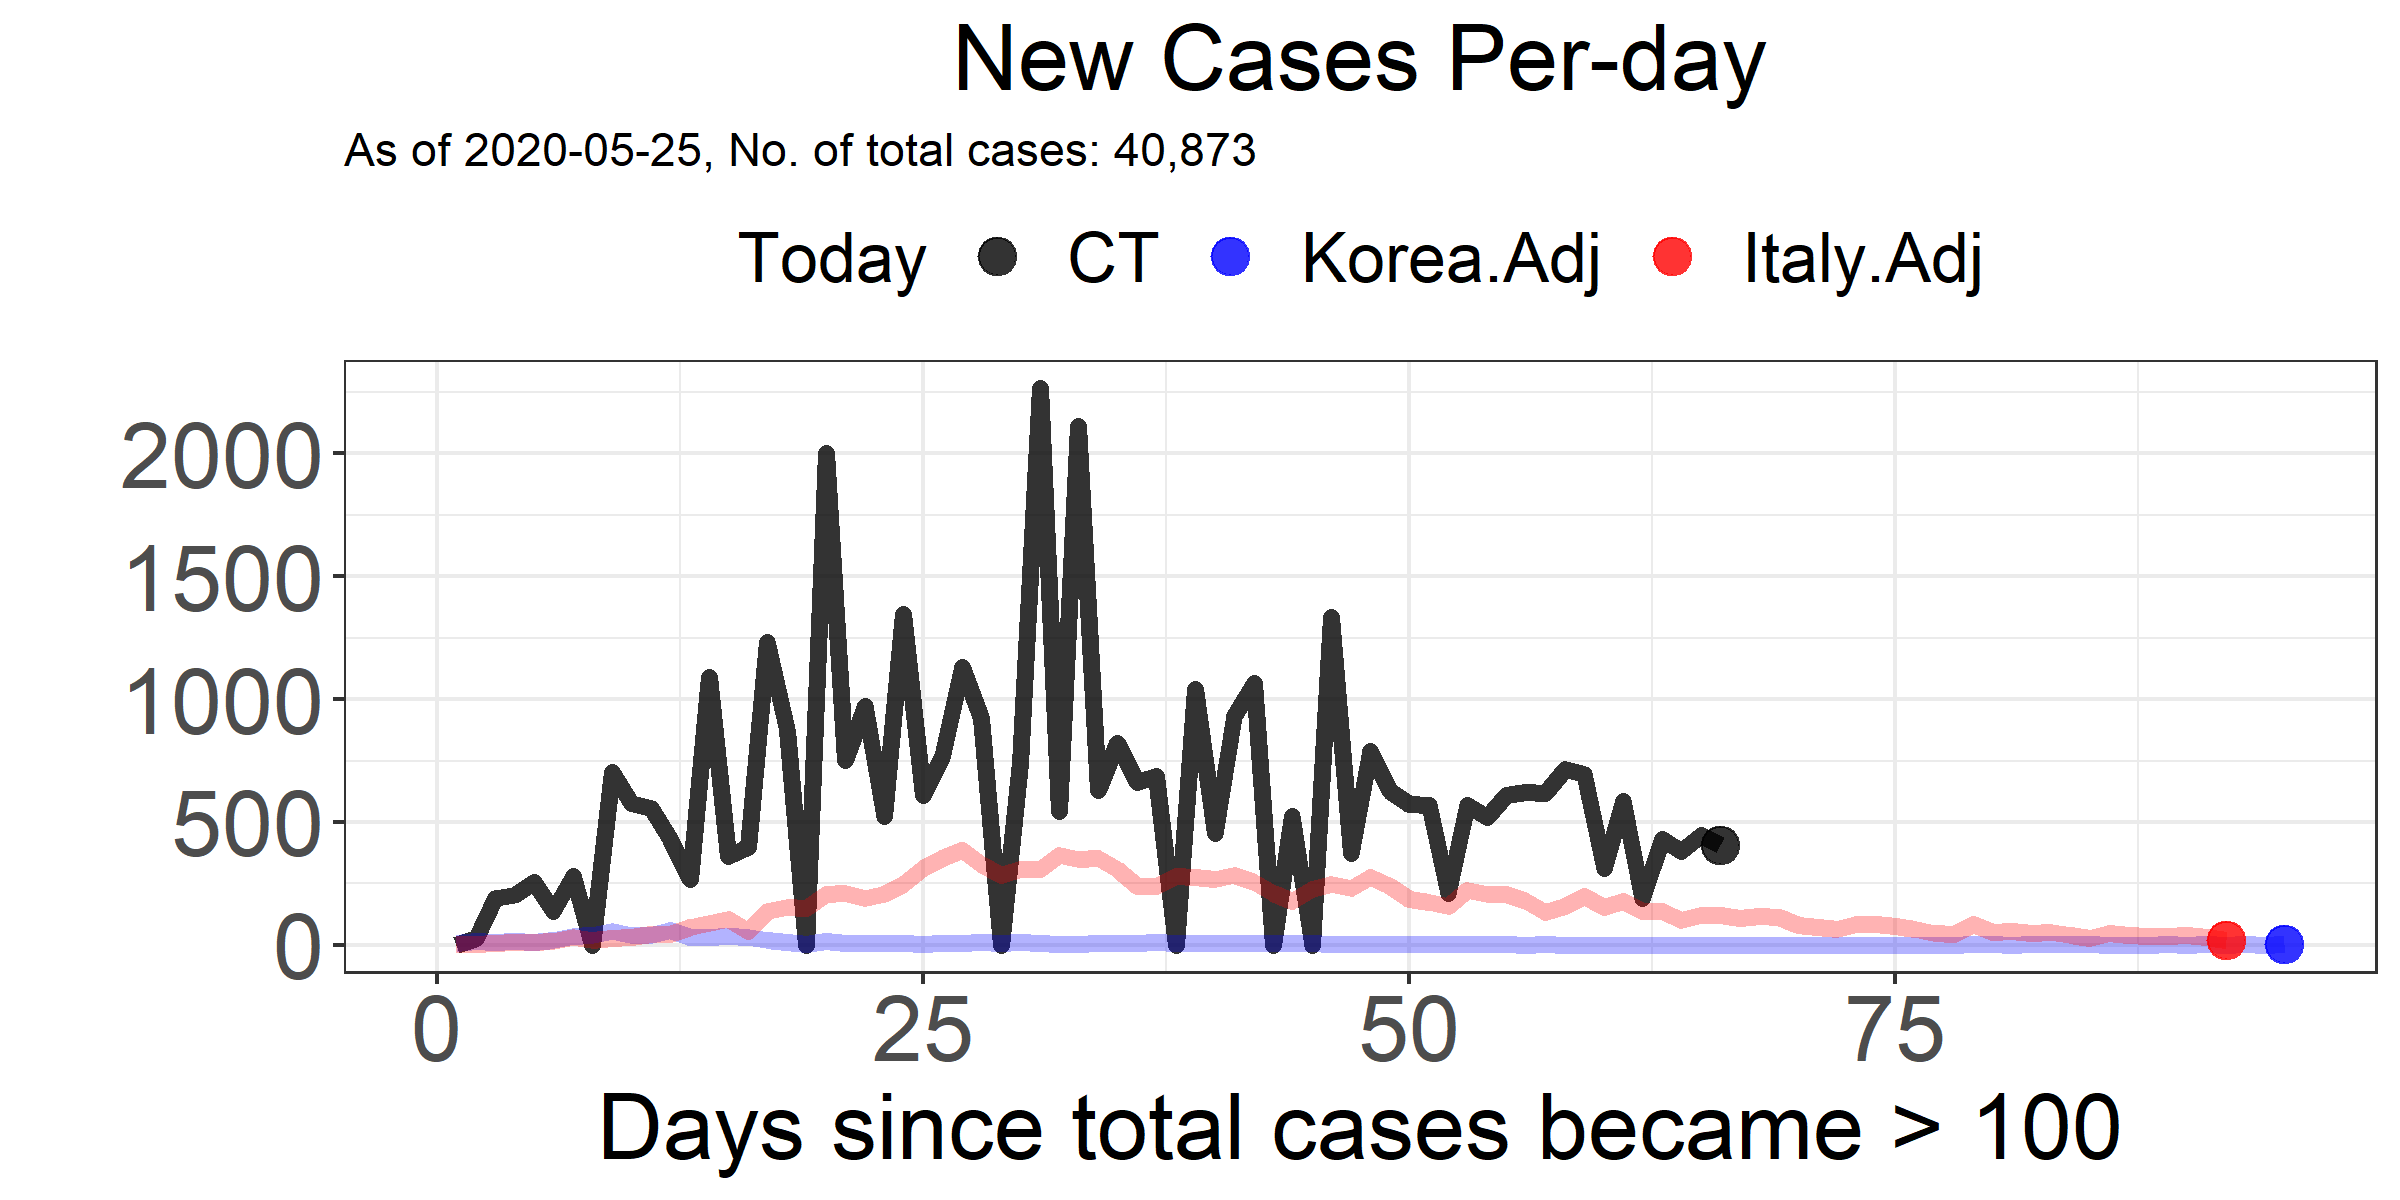 New Cases Per-day
As of 2020-05-25, No. of total cases: 40,873
Today CT Korea.Adj Italy.Adj
2000
1500
1000
500
0
0 25 50 75
Days since total cases became > 100